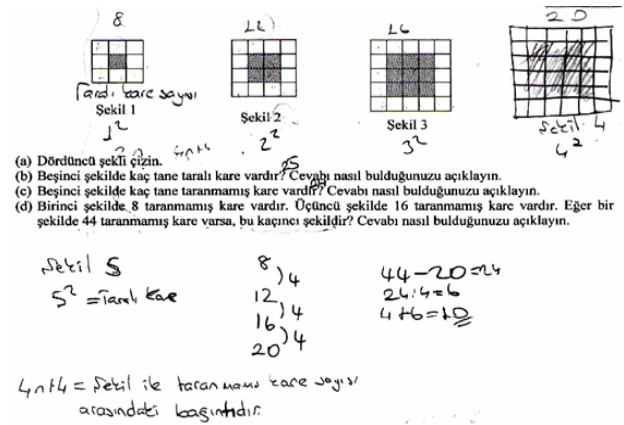 8 12 16 20
Taralı kare sayısı
Şekil 1 Şekil 2 Şekil 3 Şekil 4
1² 2² 3² 4²
4n+4
(a) Dördüncü şekli çizin.
(b) Beşinci şekilde kaç tane taralı kare vardır? Cevabı nasıl bulduğunuzu açıklayın.
25
(c) Beşinci şekilde kaç tane taranmamış kare vardır? Cevabı nasıl bulduğunuzu açıklayın.
(d) Birinci şekilde 8 taranmamış kare vardır. Üçüncü şekilde 16 taranmamış kare vardır. Eğer bir
şekilde 44 taranmamış kare varsa, bu kaçıncı şekildir? Cevabı nasıl bulduğunuzu açıklayın.
Şekil 5 8 44-20=24
5² = Taralı kare )4 24:4=6
12 4+6=10
)4
16
)4
20
4n+4 = Şekil ile taranmamış kare sayısı
arasındaki bağıntıdır.